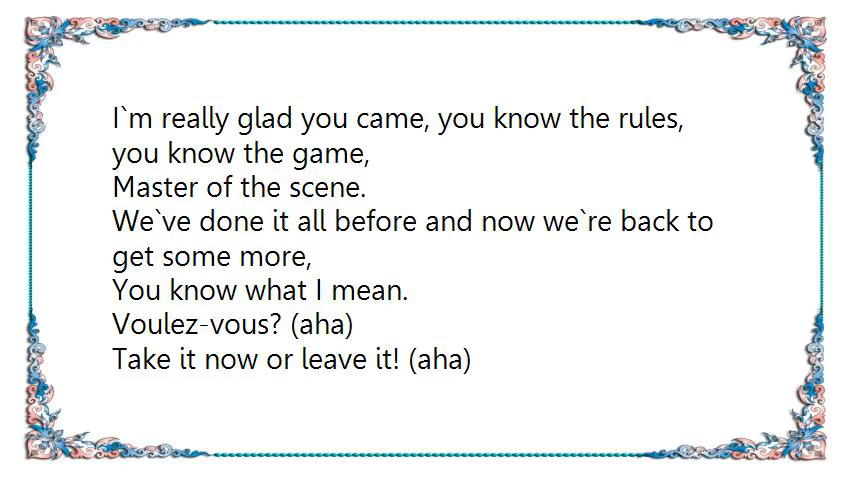 I`m really glad you came, you know the rules,
you know the game,
Master of the scene.
We`ve done it all before and now we`re back to
get some more,
You know what I mean.
Voulez-vous? (aha)
Take it now or leave it! (aha)